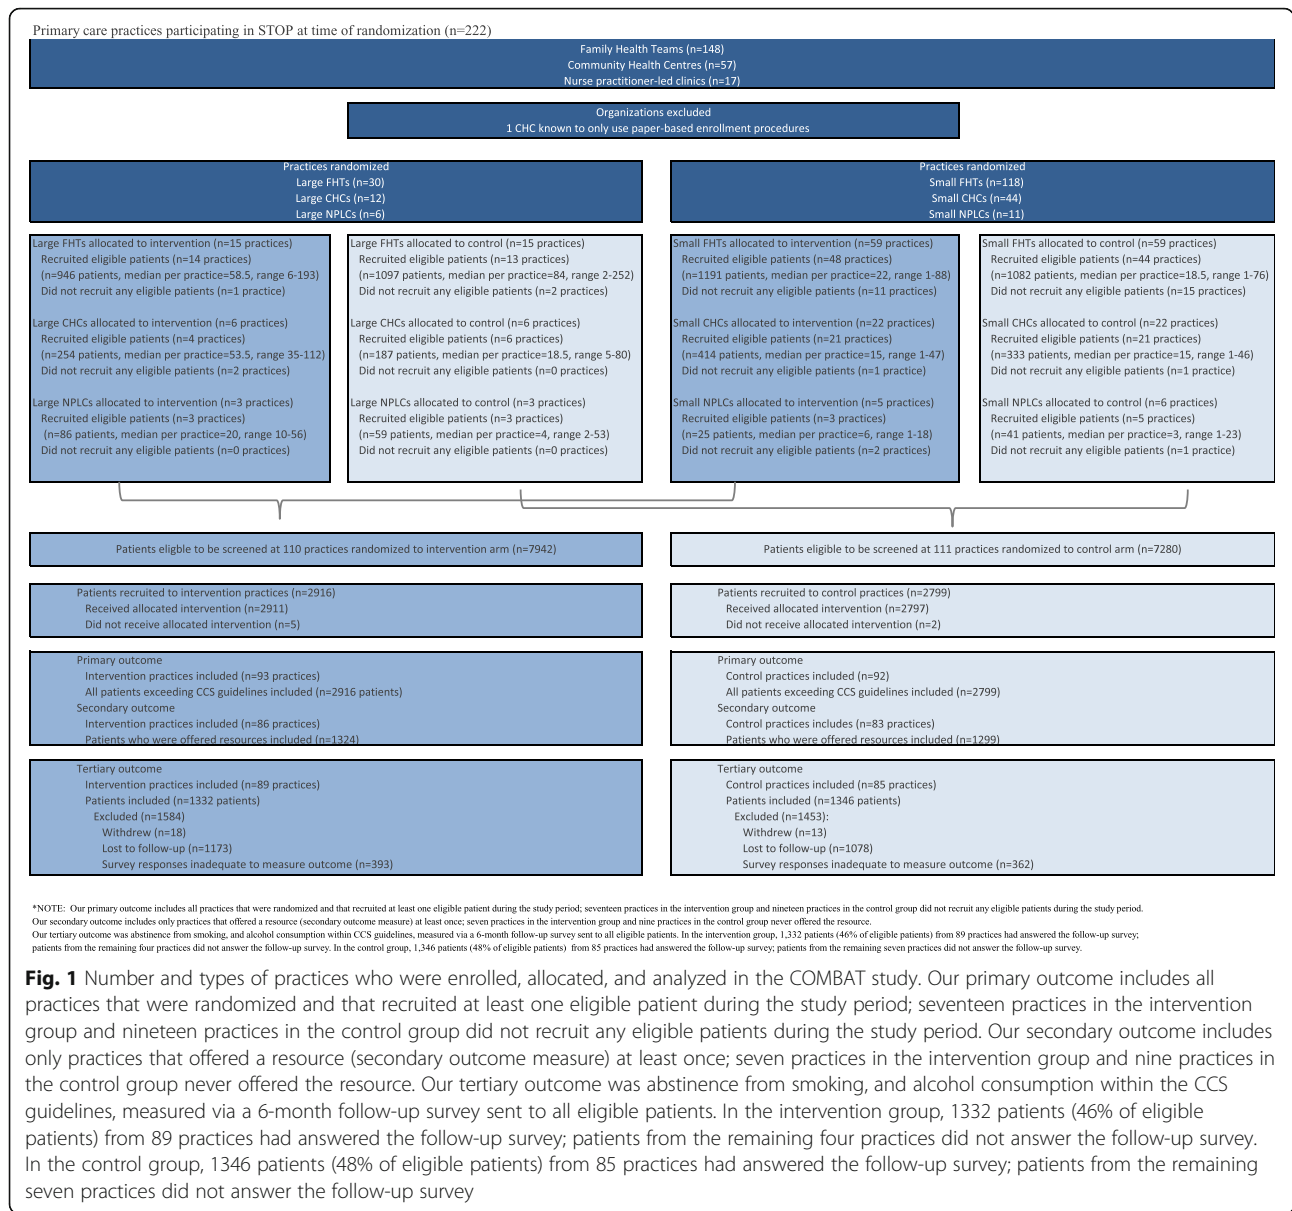 Primary care practices participating in STOP at time of randomization (n=222)
Family Health Teams (n=148)
Community Health Centres (n=57)
Nurse practitioner-led clinics (n=17)
Organizations excluded
1 CHC known to only use paper-based enrollment procedures
Practices randomized
Large FHTs (n=30)
Large CHCs (n=12)
Large NPLCs (n=6)
Practices randomized
Small FHTs (n=118)
Small CHCs (n=44)
Small NPLCs (n=11)
Large FHTs allocated to intervention (n=15 practices)
Recruited eligible patients (n=14 practices)
(n=946 patients, median per practice=58.5, range 6-193)
Did not recruit any eligible patients (n=1 practice)
Large CHCs allocated to intervention (n=6 practices)
Recruited eligible patients (n=4 practices)
(n=254 patients, median per practice=53.5, range 35-112)
Did not recruit any eligible patients (n=2 practices)
Large NPLCs allocated to intervention (n=3 practices)
Recruited eligible patients (n=3 practices)
(n=86 patients, median per practice=20, range 10-56)
Did not recruit any eligible patients (n=0 practices)
Large FHTs allocated to control (n=15 practices)
Recruited eligible patients (n=13 practices)
(n=1097 patients, median per practice=84, range 2-252)
Did not recruit any eligible patients (n=2 practices)
Large CHCs allocated to control (n=6 practices)
Recruited eligible patients (n=6 practices)
(n=187 patients, median per practice=18.5, range 5-80)
Did not recruit any eligible patients (n=0 practices)
Large NPLCs allocated to control (n=3 practices)
Recruited eligible patients (n=3 practices)
(n=59 patients, median per practice=4, range 2-53)
Did not recruit any eligible patients (n=0 practices)
Small FHTs allocated to intervention (n=59 practices)
Recruited eligible patients (n=48 practices)
(n=1191 patients, median per practice=22, range 1-88)
Did not recruit any eligible patients (n=11 practices)
Small CHCs allocated to intervention (n=22 practices)
Recruited eligible patients (n=21 practices)
(n=414 patients, median per practice=15, range 1-47)
Did not recruit any eligible patients (n=1 practice)
Small NPLCs allocated to intervention (n=5 practices)
Recruited eligible patients (n=3 practices)
(n=25 patients, median per practice=6, range 1-18)
Did not recruit any eligible patients (n=2 practices)
Small FHTs allocated to control (n=59 practices)
Recruited eligible patients (n=44 practices)
(n=1082 patients, median per practice=18.5, range 1-76)
Did not recruit any eligible patients (n=15 practices)
Small CHCs allocated to control (n=22 practices)
Recruited eligible patients (n=21 practices)
(n=333 patients, median per practice=15, range 1-46)
Did not recruit any eligible patients (n=1 practice)
Small NPLCs allocated to control (n=6 practices)
Recruited eligible patients (n=5 practices)
(n=41 patients, median per practice=3, range 1-23)
Did not recruit any eligible patients (n=1 practice)
Patients eligble to be screened at 110 practices randomized to intervention arm (n=7942)
Patients eligible to be screened at 111 practices randomized to control arm (n=7280)
Patients recruited to intervention practices (n=2916)
Received allocated intervention (n=2911)
Did not receive allocated intervention (n=5)
Patients recruited to control practices (n=2799)
Received allocated intervention (n=2797)
Did not receive allocated intervention (n=2)
Primary outcome
Intervention practices included (n=93 practices)
All patients exceeding CCS guidelines included (n=2916 patients)
Secondary outcome
Intervention practices included (n=86 practices)
Patients who were offered resources included (n=1324)
Primary outcome
Control practices included (n=92)
All patients exceeding CCS guidelines included (n=2799)
Secondary outcome
Control practices includes (n=83 practices)
Patients who were offered resources included (n=1299)
Tertiary outcome
Intervention practices included (n=89 practices)
Patients included (n=1332 patients)
Excluded (n=1584)
Withdrew (n=18)
Lost to follow-up (n=1173)
Survey responses inadequate to measure outcome (n=393)
Tertiary outcome
Control practices included (n=85 practices)
Patients included (n=1346 patients)
Excluded (n=1453):
Withdrew (n=13)
Lost to follow-up (n=1078)
Survey responses inadequate to measure outcome (n=362)
*NOTE: Our primary outcome includes all practices that were randomized and that recruited at least one eligible patient during the study period; seventeen practices in the intervention group and nineteen practices in the control group did not recruit any eligible patients during the study period.
Our secondary outcome includes only practices that offered a resource (secondary outcome measure) at least once; seven practices in the intervention group and nine practices in the control group never offered the resource.
Our tertiary outcome was abstinence from smoking, and alcohol consumption within CCS guidelines, measured via a 6-month follow-up survey sent to all eligible patients. In the intervention group, 1,332 patients (46% of eligible patients) from 89 practices had answered the follow-up survey;
patients from the remaining four practices did not answer the follow-up survey. In the control group, 1,346 patients (48% of eligible patients) from 85 practices had answered the follow-up survey; patients from the remaining seven practices did not answer the follow-up survey.
Fig. 1 Number and types of practices who were enrolled, allocated, and analyzed in the COMBAT study. Our primary outcome includes all
practices that were randomized and that recruited at least one eligible patient during the study period; seventeen practices in the intervention
group and nineteen practices in the control group did not recruit any eligible patients during the study period. Our secondary outcome includes
only practices that offered a resource (secondary outcome measure) at least once; seven practices in the intervention group and nine practices in
the control group never offered the resource. Our tertiary outcome was abstinence from smoking, and alcohol consumption within the CCS
guidelines, measured via a 6-month follow-up survey sent to all eligible patients. In the intervention group, 1332 patients (46% of eligible
patients) from 89 practices had answered the follow-up survey; patients from the remaining four practices did not answer the follow-up survey.
In the control group, 1346 patients (48% of eligible patients) from 85 practices had answered the follow-up survey; patients from the remaining
seven practices did not answer the follow-up survey